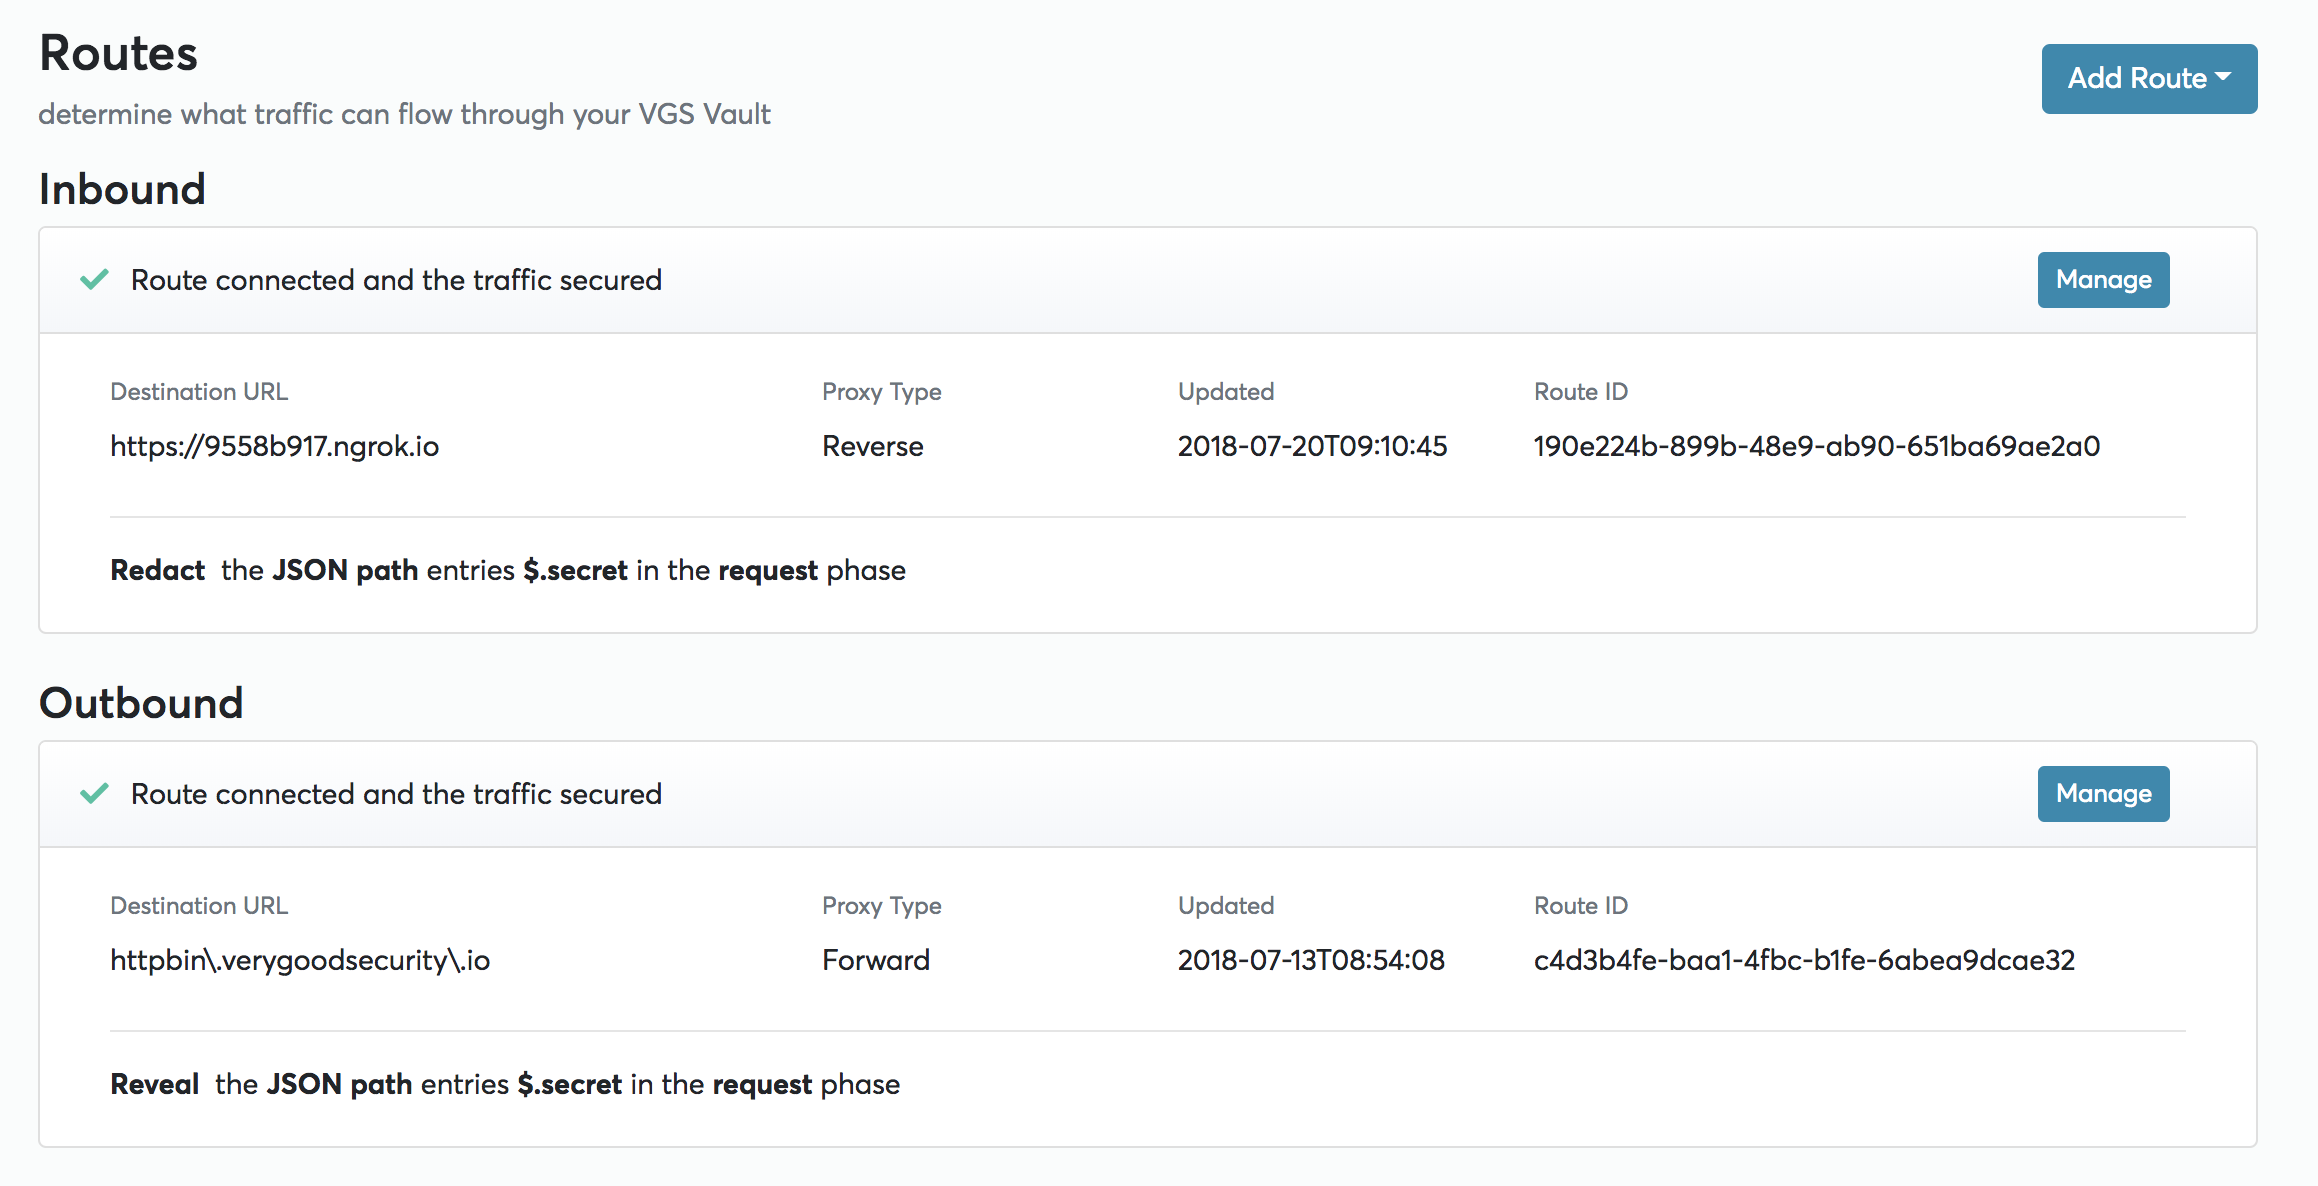 Routes
Add Route
determine what traffic can flow through your VGS Vault
Inbound
Route connected and the traffic secured
Manage
Destination URL Proxy Type Updated Route ID
https://9558b917.ngrok.io Reverse 2018-07-20T09:10:45 190e224b-899b-48e9-ab90-651ba69ae2a0
Redact the JSON path entries $.secret in the request phase
Outbound
Route connected and the traffic secured
Manage
Destination URL Proxy Type Updated Route ID
httpbin\.verygoodsecurity\.io Forward 2018-07-13T08:54:08 c4d3b4fe-baa1-4fbc-b1fe-6abea9dcae32
Reveal the JSON path entries $.secret in the request phase